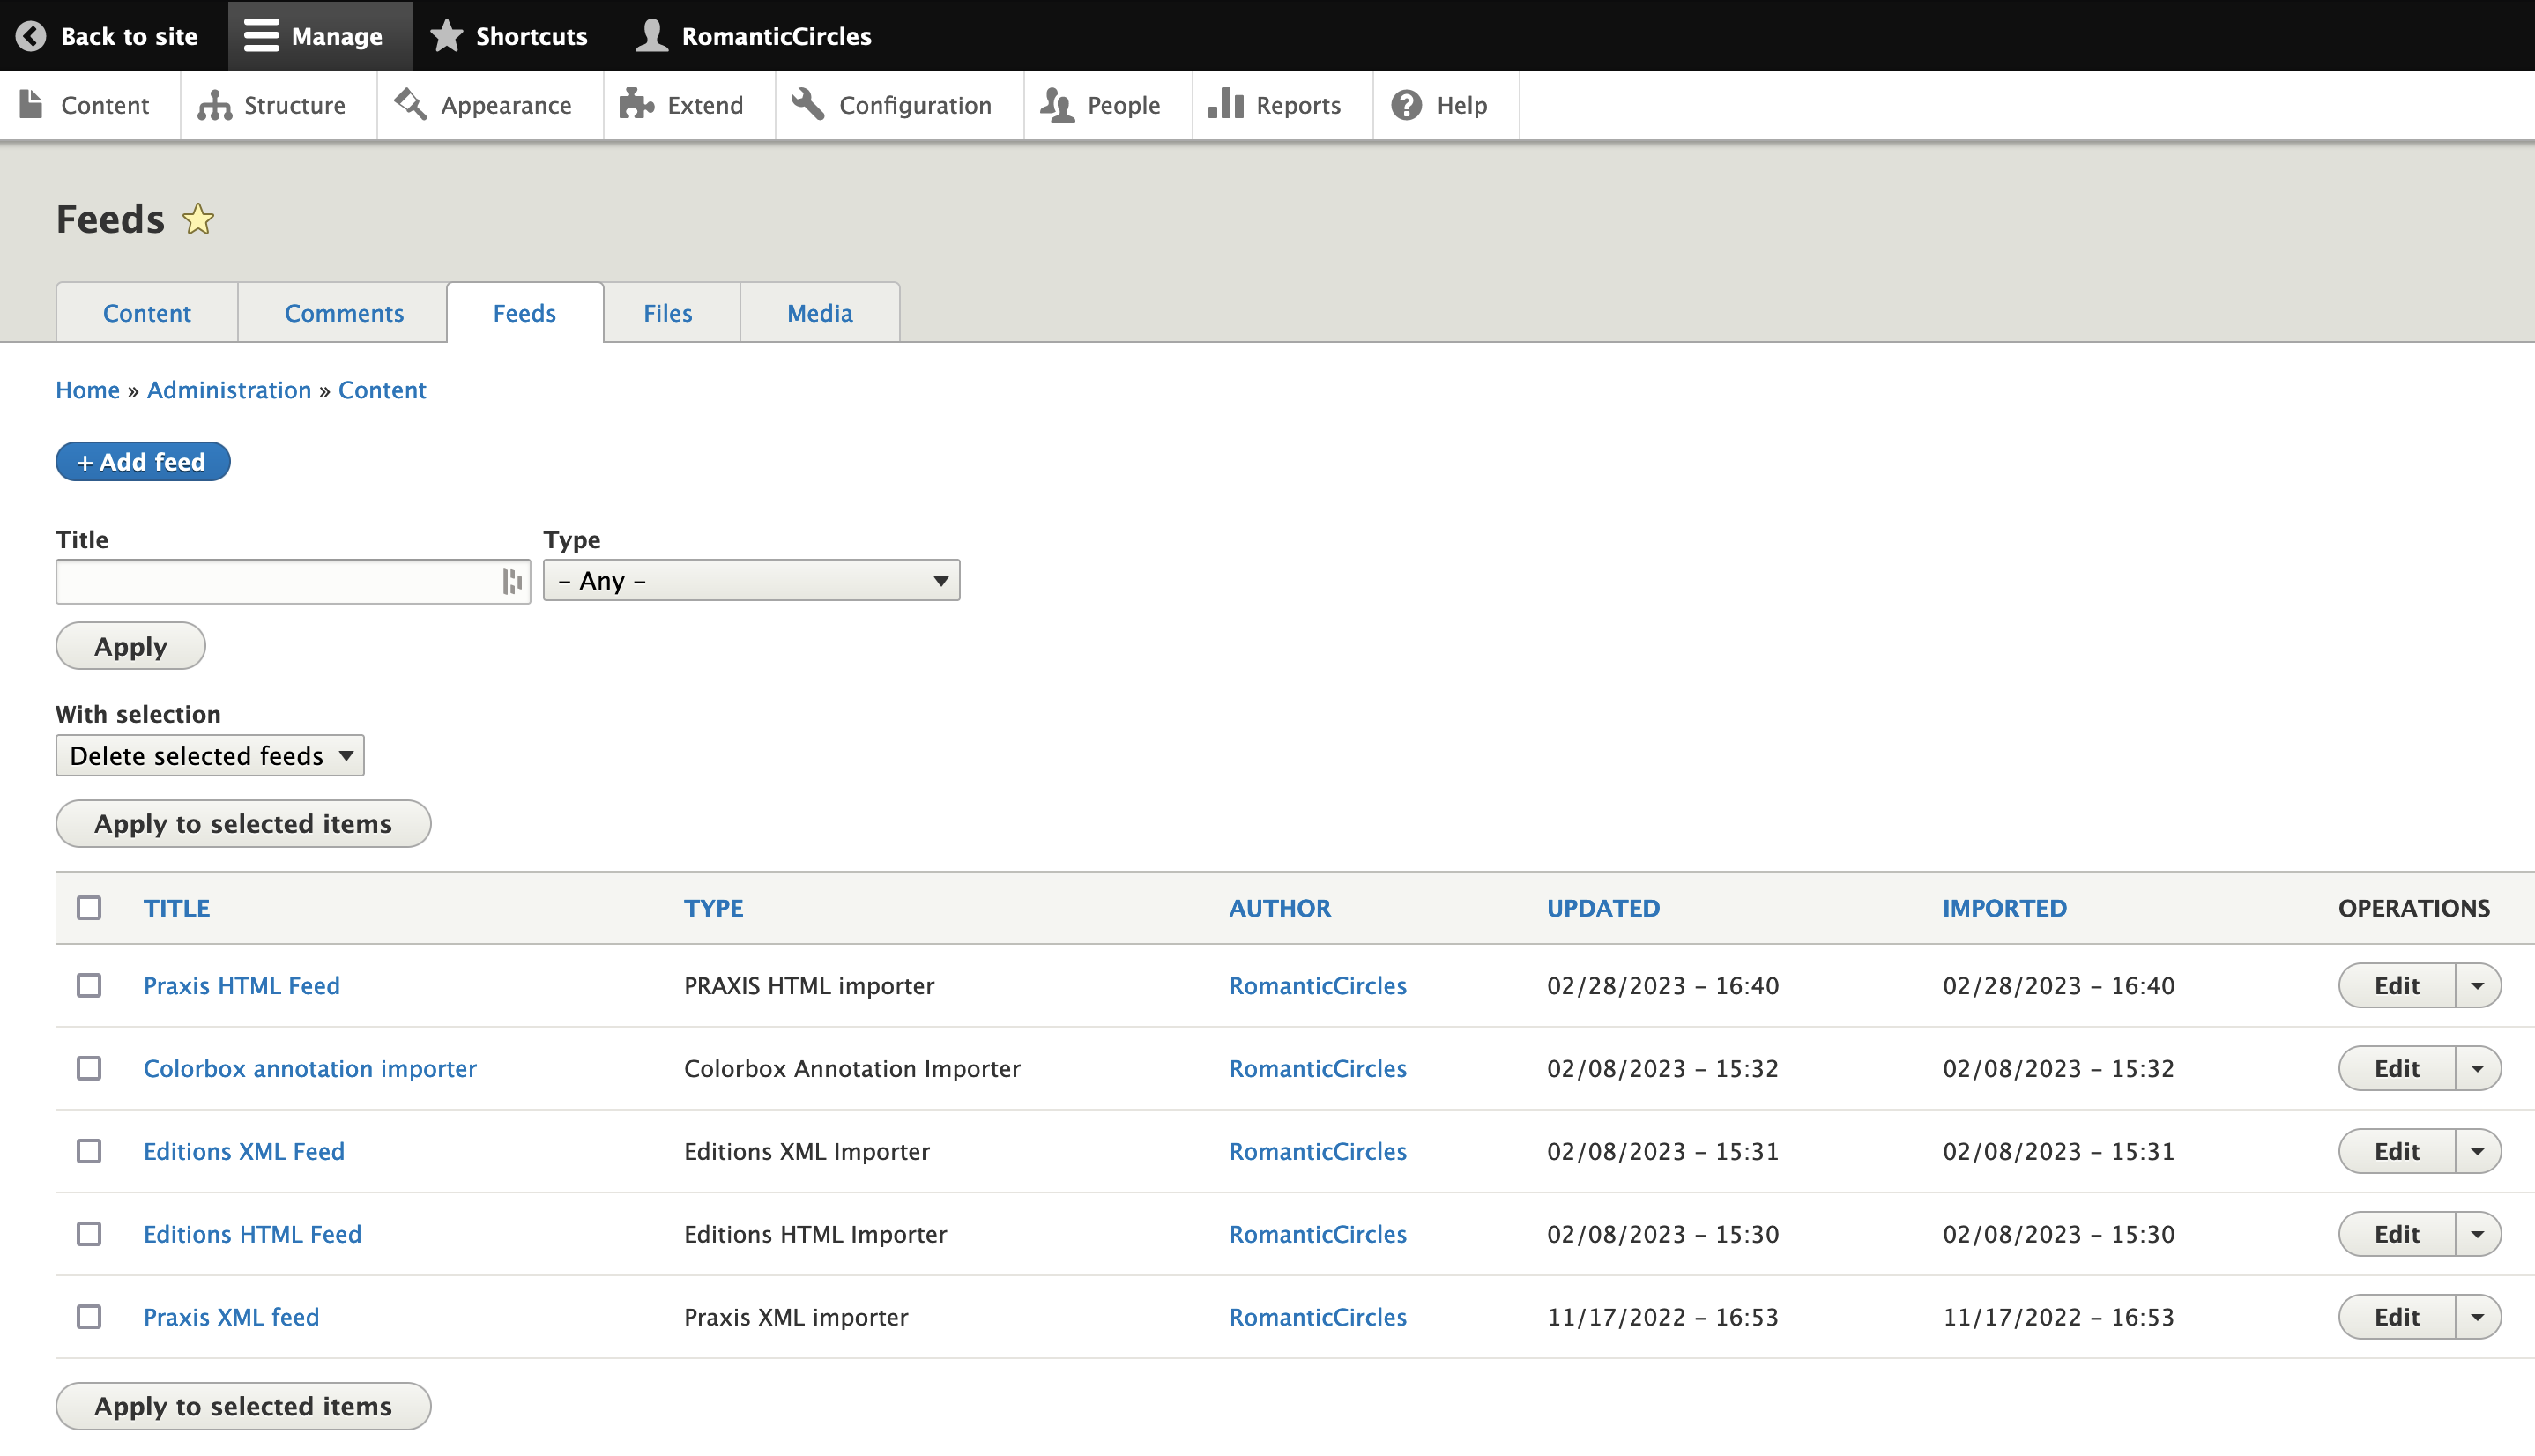 Back to site Manage Shortcuts RomanticCircles
Content Structure Appearance Extend Configuration People Reports Help
Feeds
Content Comments Feeds Files Media
Home » Administration » Content
+ Add feed
Title Type
- Any -
Apply
With selection
Delete selected feeds
Apply to selected items
TITLE TYPE AUTHOR UPDATED IMPORTED OPERATIONS
Praxis HTML Feed PRAXIS HTML importer RomanticCircles 02/28/2023 - 16:40 02/28/2023 - 16:40 Edit
Colorbox annotation importer Colorbox Annotation Importer RomanticCircles 02/08/2023 - 15:32 02/08/2023 - 15:32 Edit
Editions XML Feed Editions XML Importer RomanticCircles 02/08/2023 - 15:31 02/08/2023 - 15:31 Edit
Editions HTML Feed Editions HTML Importer RomanticCircles 02/08/2023 - 15:30 02/08/2023 - 15:30 Edit
Praxis XML feed Praxis XML importer RomanticCircles 11/17/2022 - 16:53 11/17/2022 - 16:53 Edit
Apply to selected items